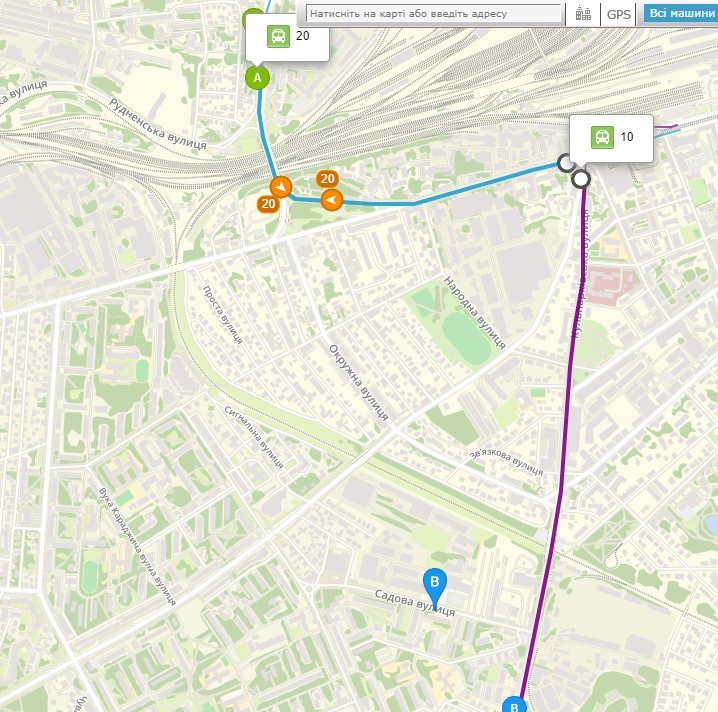 Натисніть на карті або введіть адресу
GPS
Всі машини
20
A
10
Рудненська вулиця
ка вулиця
20
20
Народна вулиця
Проста вулиця
Окружна вулиця
Сигнальна вулиця
Зв'язкова вулиця
Вука Караджича вулиця
B
Садова вулиця
B